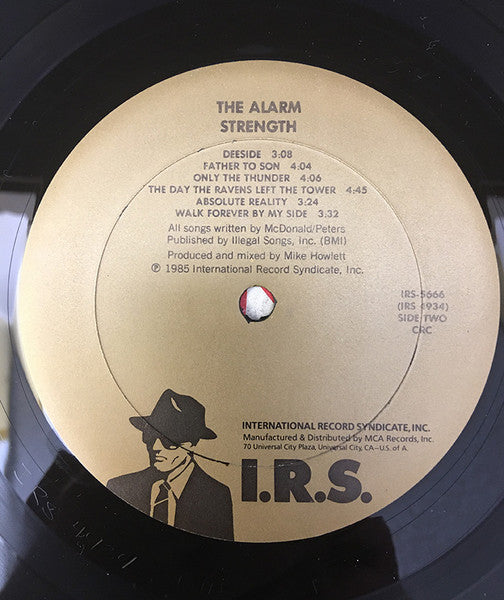 THE ALARM
STRENGTH
DEESIDE 3:08
FATHER TO SON 4:04
ONLY THE THUNDER 4:06
THE DAY THE RAVENS LEFT THE TOWER 4:45
ABSOLUTE REALITY 3:24
WALK FOREVER BY MY SIDE 3:32
All songs written by McDonald/Peters
Published by Illegal Songs, Inc. (BMI)
Produced and mixed by Mike Howlett
℗ 1985 International Record Syndicate, Inc.
IRS-5666
(IRS 4934)
SIDE TWO
CRC
INTERNATIONAL RECORD SYNDICATE, INC.
Manufactured & Distributed by MCA Records, Inc.
70 Universal City Plaza, Universal City, CA–U.S. of A.
I.R.S.